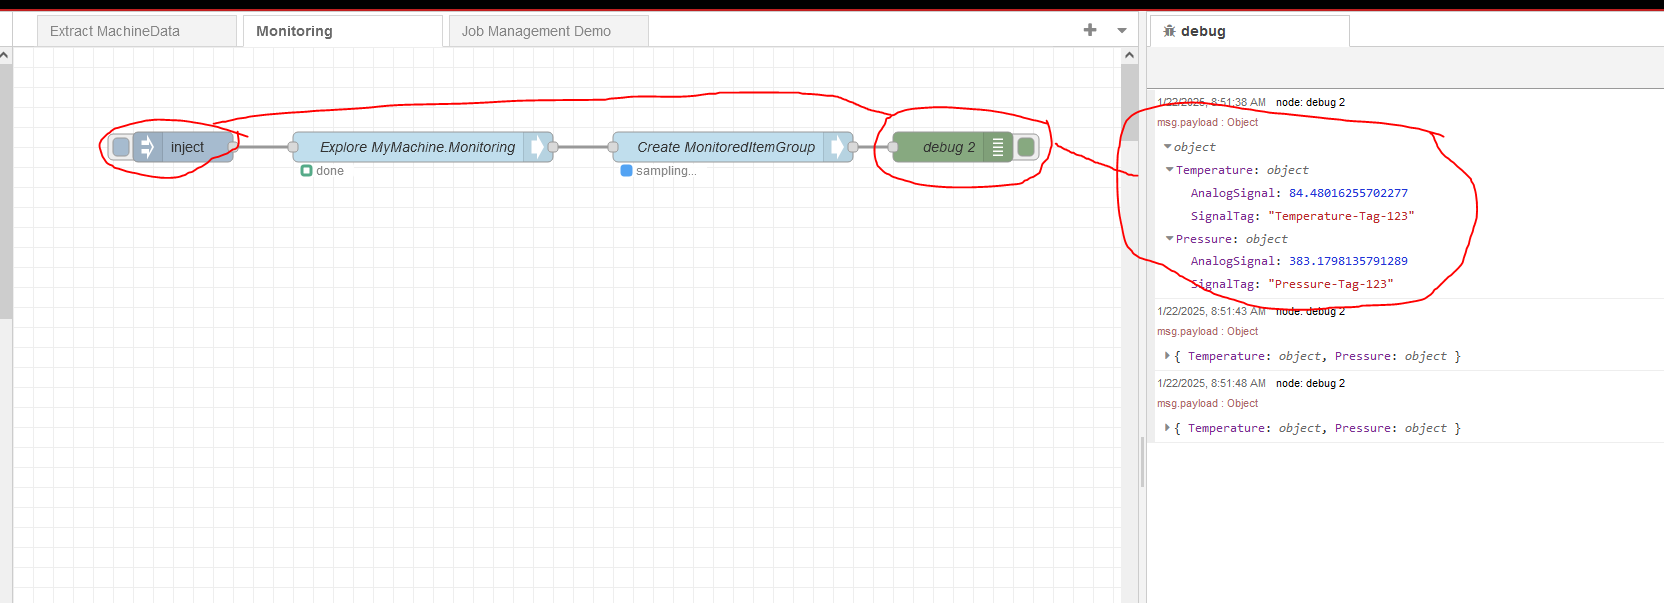 Extract MachineData
Monitoring
Job Management Demo
debug
inject
Explore MyMachine.Monitoring
done
Create MonitoredItemGroup
sampling...
debug 2
1/22/2025, 8:51:38 AM node: debug 2
msg.payload : Object
object
Temperature: object
AnalogSignal: 84.48016255702277
SignalTag: "Temperature-Tag-123"
Pressure: object
AnalogSignal: 383.1798135791289
SignalTag: "Pressure-Tag-123"
1/22/2025, 8:51:43 AM node: debug 2
msg.payload : Object
{ Temperature: object, Pressure: object }
1/22/2025, 8:51:48 AM node: debug 2
msg.payload : Object
{ Temperature: object, Pressure: object }